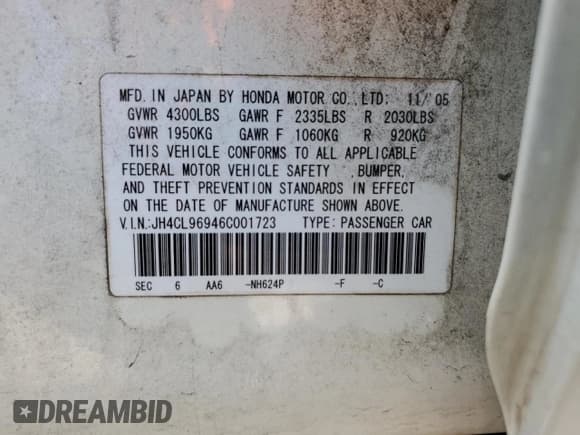 MFD. IN JAPAN BY HONDA MOTOR CO., LTD: 11/'05
GVWR 4300LBS GAWR F 2335LBS R 2030LBS
GVWR 1950KG GAWR F 1060KG R 920KG
THIS VEHICLE CONFORMS TO ALL APPLICABLE
FEDERAL MOTOR VEHICLE SAFETY , BUMPER,
AND THEFT PREVENTION STANDARDS IN EFFECT
ON THE DATE OF MANUFACTURE SHOWN ABOVE.
V.I.N.:JH4CL96946C001723 TYPE: PASSENGER CAR
SEC 6 AA6 -NH624P -F -C
DREAMBID